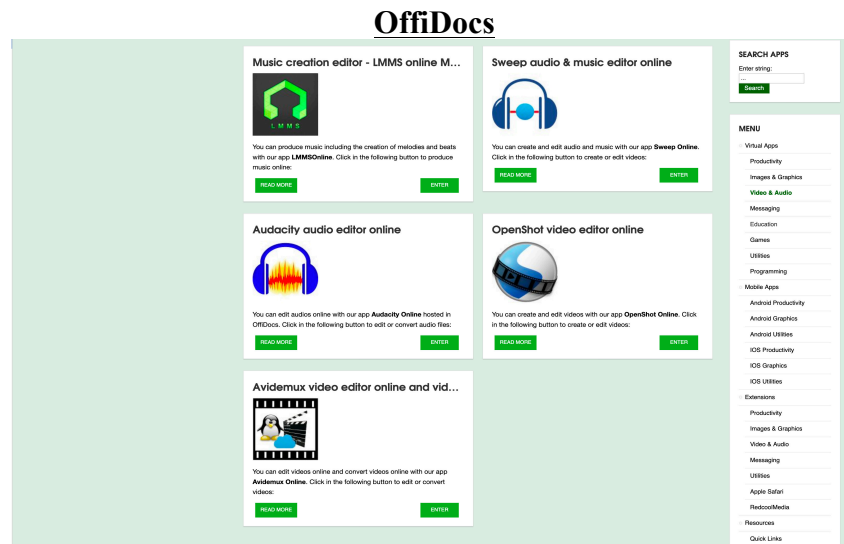 OffiDocs
Music creation editor - LMMS online M...
LMMS
You can produce music including the creation of melodies and beats
with our app LMMSOnline. Click in the following button to produce
music online:
READ MORE
ENTER
Sweep audio & music editor online
You can create and edit audio and music with our app Sweep Online.
Click in the following button to create or edit videos:
READ MORE
ENTER
Audacity audio editor online
You can edit audios online with our app Audacity Online hosted in
OffiDocs. Click in the following button to edit or convert audio files:
READ MORE
ENTER
OpenShot video editor online
You can create and edit videos with our app OpenShot Online. Click
in the following button to create or edit videos:
READ MORE
ENTER
Avidemux video editor online and vid...
You can edit videos online and convert videos online with our app
Avidemux Online. Click in the following button to edit or convert
videos:
READ MORE
ENTER
SEARCH APPS
Enter string:
...
Search
MENU
Virtual Apps
Productivity
Images & Graphics
Video & Audio
Messaging
Education
Games
Utilities
Programming
Mobile Apps
Android Productivity
Android Graphics
Android Utilities
IOS Productivity
IOS Graphics
IOS Utilities
Extensions
Productivity
Images & Graphics
Video & Audio
Messaging
Utilities
Apple Safari
RedcoolMedia
Resources
Quick Links